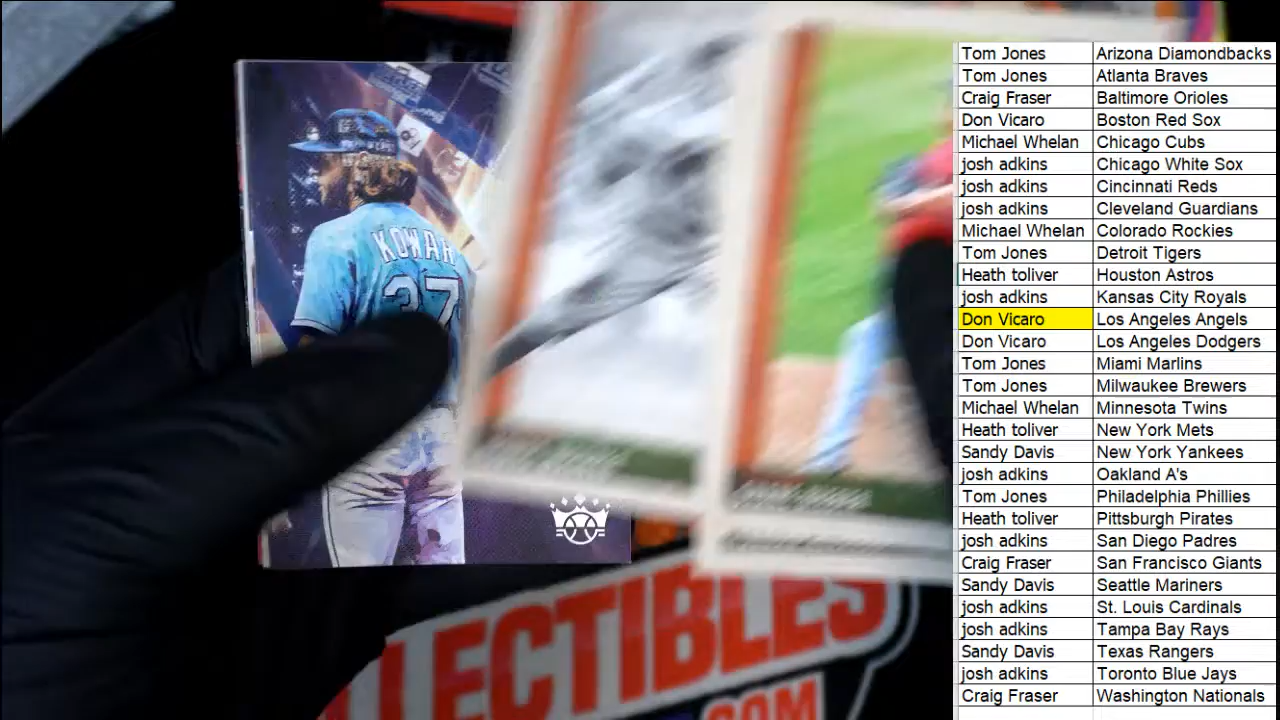 KOWAR
37
LECTIBLES
.COM
Tom Jones Arizona Diamondbacks
Tom Jones Atlanta Braves
Craig Fraser Baltimore Orioles
Don Vicaro Boston Red Sox
Michael Whelan Chicago Cubs
josh adkins Chicago White Sox
josh adkins Cincinnati Reds
josh adkins Cleveland Guardians
Michael Whelan Colorado Rockies
Tom Jones Detroit Tigers
Heath toliver Houston Astros
josh adkins Kansas City Royals
Don Vicaro Los Angeles Angels
Don Vicaro Los Angeles Dodgers
Tom Jones Miami Marlins
Tom Jones Milwaukee Brewers
Michael Whelan Minnesota Twins
Heath toliver New York Mets
Sandy Davis New York Yankees
josh adkins Oakland A's
Tom Jones Philadelphia Phillies
Heath toliver Pittsburgh Pirates
josh adkins San Diego Padres
Craig Fraser San Francisco Giants
Sandy Davis Seattle Mariners
josh adkins St. Louis Cardinals
josh adkins Tampa Bay Rays
Sandy Davis Texas Rangers
josh adkins Toronto Blue Jays
Craig Fraser Washington Nationals